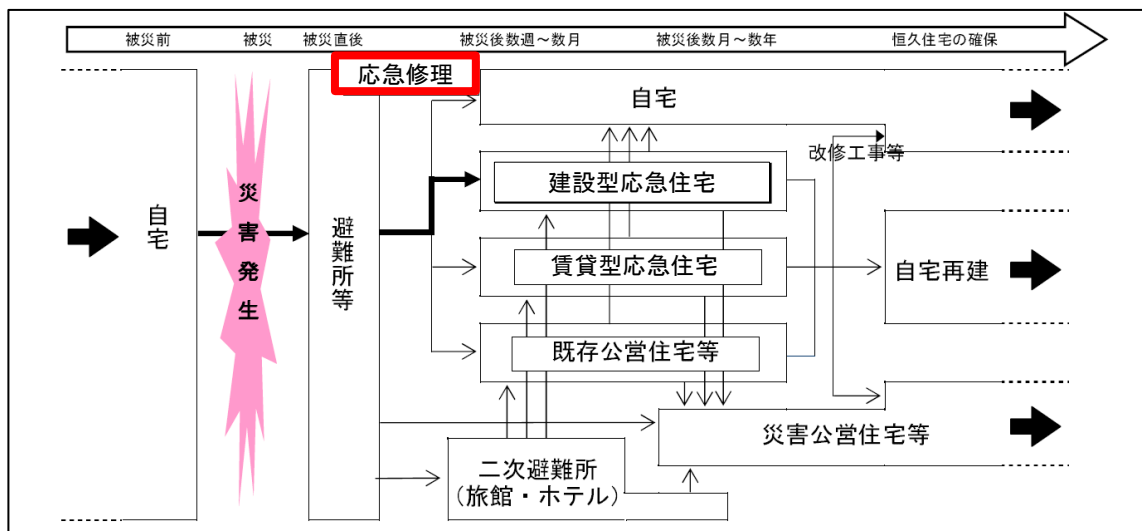 被災前
被災
被災直後
被災後数週～数月
被災後数月～数年
恒久住宅の確保
応急修理
自宅
災害発生
避難所等
自宅
改修工事等
建設型応急住宅
賃貸型応急住宅
自宅再建
既存公営住宅等
災害公営住宅等
二次避難所
(旅館・ホテル)